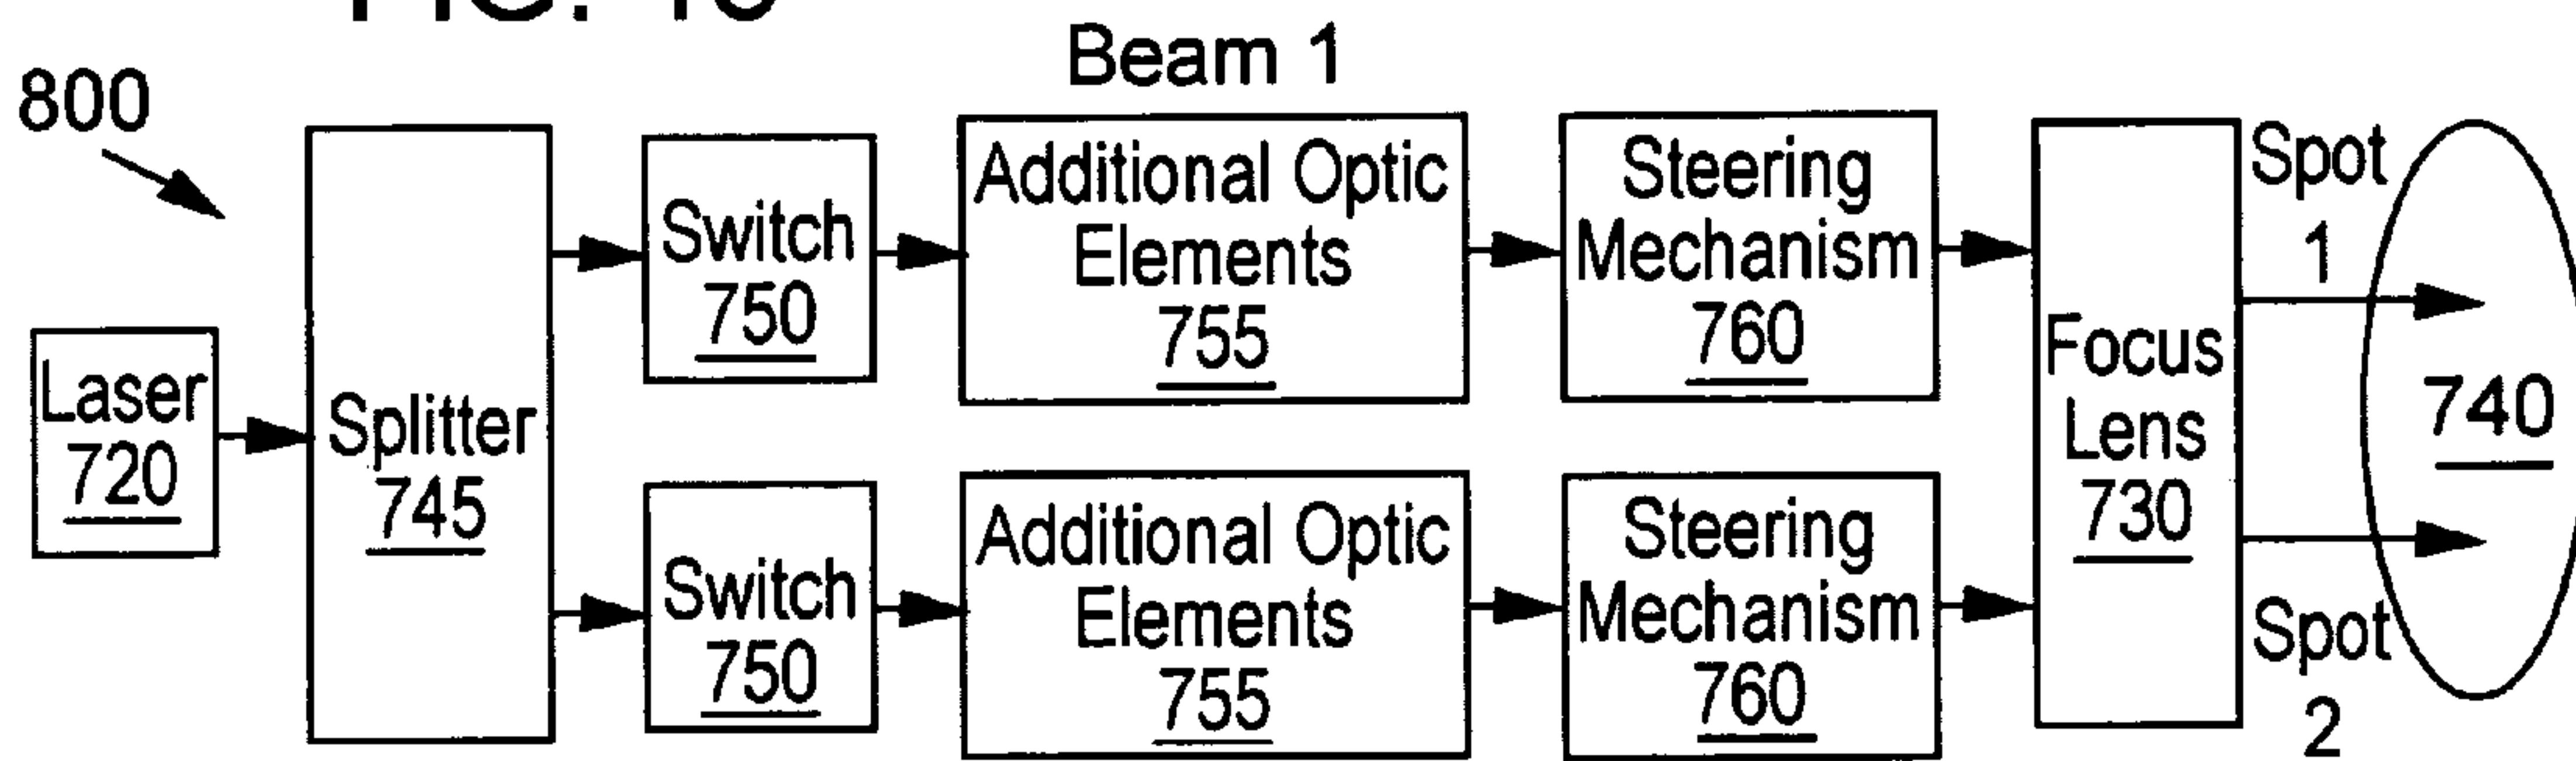 Beam 1
800
Laser
720
Splitter
745
Switch
750
Additional Optic
Elements
755
Steering
Mechanism
760
Switch
750
Additional Optic
Elements
755
Steering
Mechanism
760
Focus
Lens
730
Spot
1
Spot
2
740